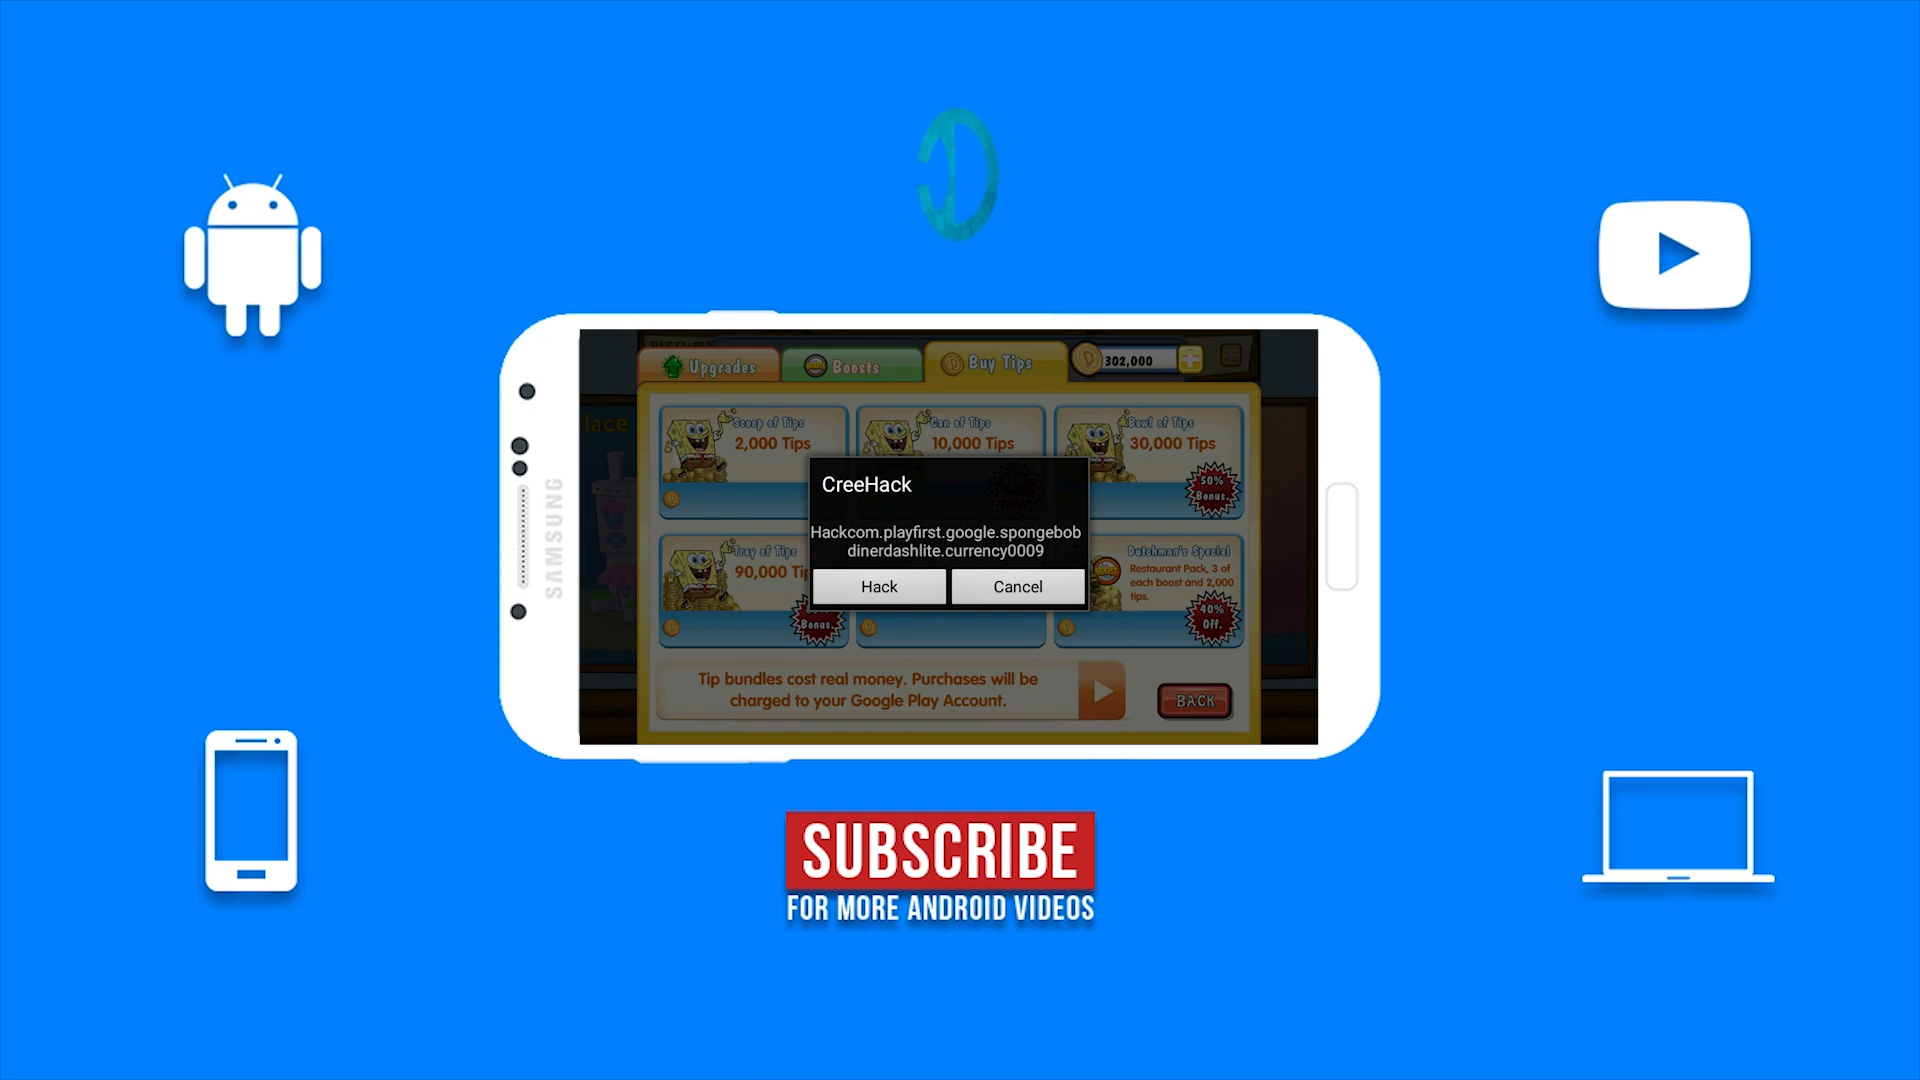 Upgrades
Boosts
Buy Tips
302,000
lace
Scoop of Tips
2,000 Tips
Can of Tips
10,000 Tips
Bowl of Tips
30,000 Tips
50%
Bonus.
CreeHack
Hackcom.playfirst.google.spongebob
dinerdashlite.currency0009
Hack
Cancel
Tray of Tips
90,000 Tip
Bonus.
Dutchman's Special
Restaurant Pack, 3 of
each boost and 2,000
tips.
40%
Off.
Tip bundles cost real money. Purchases will be
charged to your Google Play Account.
BACK
SAMSUNG
SUBSCRIBE
FOR MORE ANDROID VIDEOS